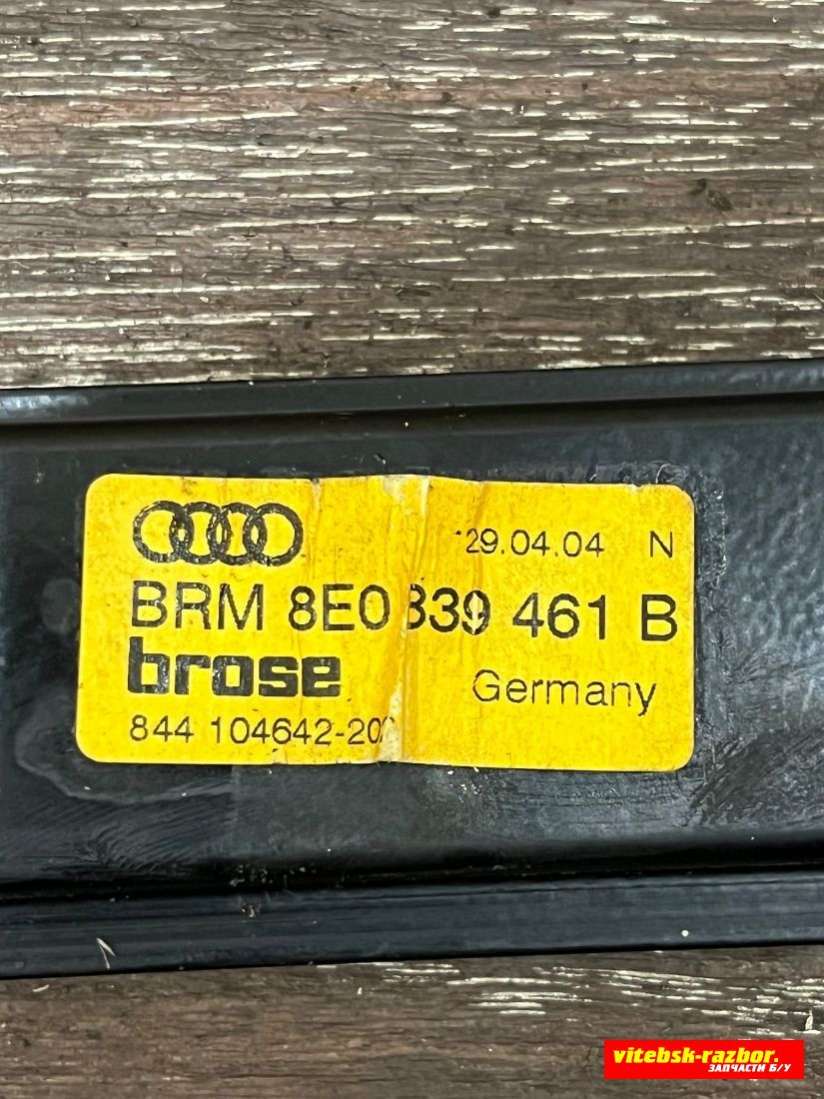 29.04.04 N
BRM 8E0 839 461 B
brose Germany
844 104642-20
vitebsk-razbor.
ЗАПЧАСТИ Б/У